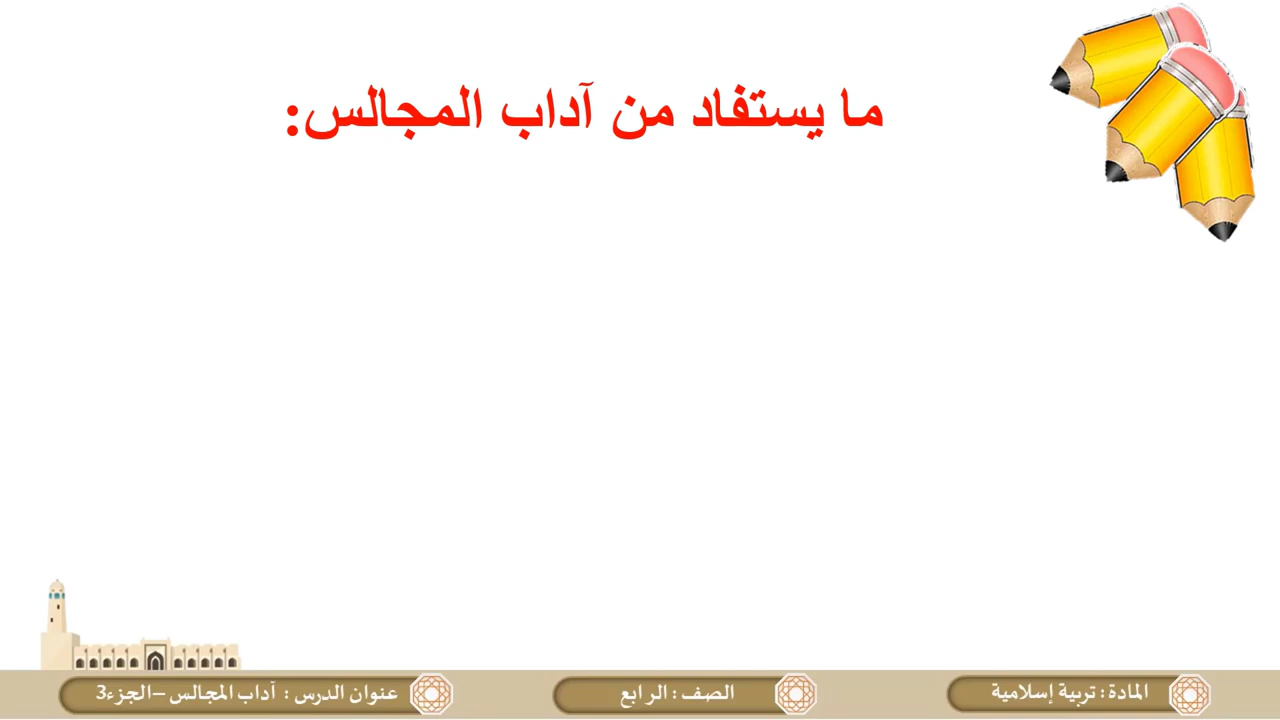 ما يستفاد من آداب المجالس:
المادة: تربية إسلامية
الصف: الرابع
عنوان الدرس: آداب المجالس –الجزء3